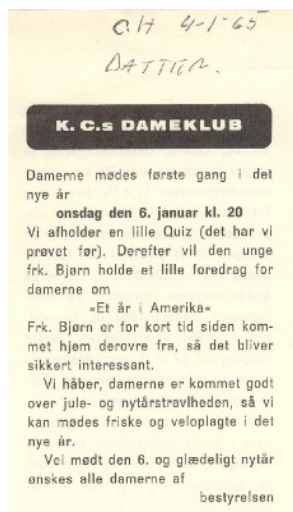 C.H 4-1-65
DATTER.
K. C.s DAMEKLUB
Damerne mødes første gang i det
nye år
onsdag den 6. januar kl. 20
Vi afholder en lille Quiz (det har vi
prøvet før). Derefter vil den unge
frk. Bjørn holde et lille foredrag for
damerne om
»Et år i Amerika«
Frk. Bjørn er for kort tid siden kom-
met hjem derovre fra, så det bliver
sikkert interessant.
Vi håber, damerne er kommet godt
over jule- og nytårstravlheden, så vi
kan mødes friske og veloplagte i det
nye år.
Vel mødt den 6. og glædeligt nytår
ønskes alle damerne af
bestyrelsen